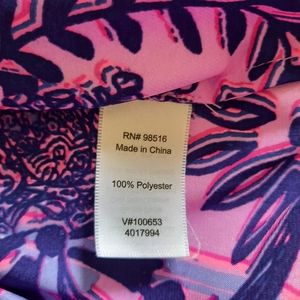 RN# 98516
Made in China
100% Polyester
V#100653
4017994